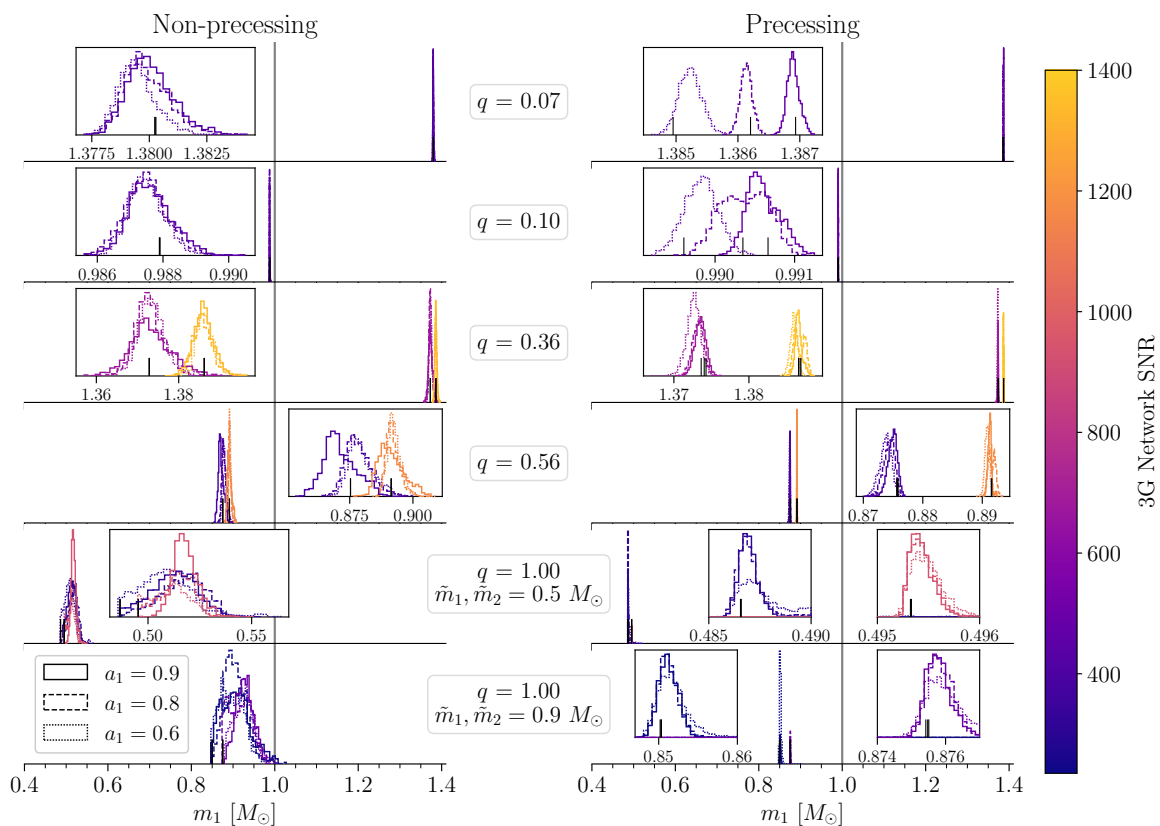 Non-precessing
Precessing
1.3775 1.3800 1.3825
q = 0.07
1.385 1.386 1.387
0.986 0.988 0.990
q = 0.10
0.990 0.991
1.36 1.38
q = 0.36
1.37 1.38
0.875 0.900
q = 0.56
0.87 0.88 0.89
0.50 0.55
q = 1.00
m̃₁, m̃₂ = 0.5 M⊙
0.485 0.490
0.495 0.496
a₁ = 0.9
a₁ = 0.8
a₁ = 0.6
q = 1.00
m̃₁, m̃₂ = 0.9 M⊙
0.85 0.86
0.874 0.876
0.4 0.6 0.8 1.0 1.2 1.4
m₁ [M⊙]
0.4 0.6 0.8 1.0 1.2 1.4
m₁ [M⊙]
1400
1200
1000
800
600
400
3G Network SNR